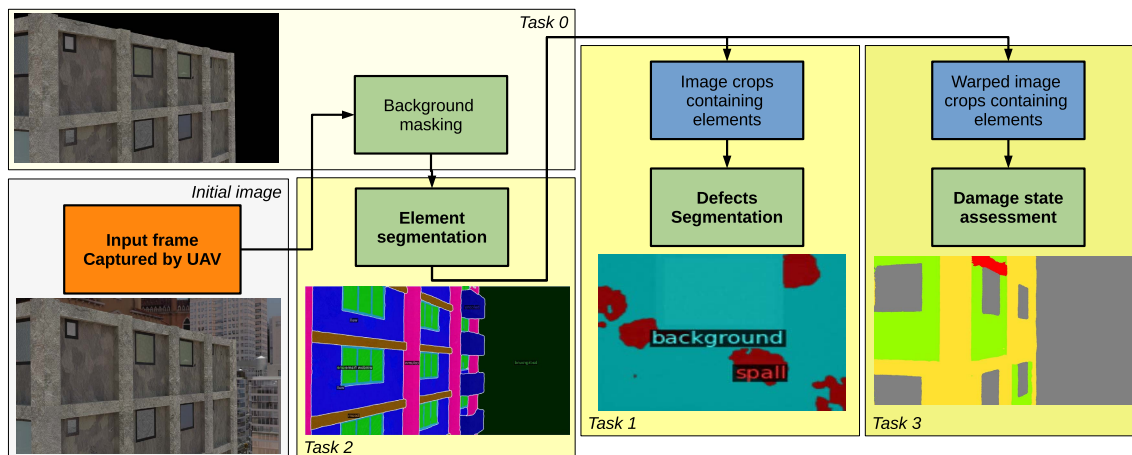 Task 0
Background
masking
Initial image
Input frame
Captured by UAV
Element
segmentation
Task 2
Image crops
containing
elements
Defects
Segmentation
background
spall
Task 1
Warped image
crops containing
elements
Damage state
assessment
Task 3